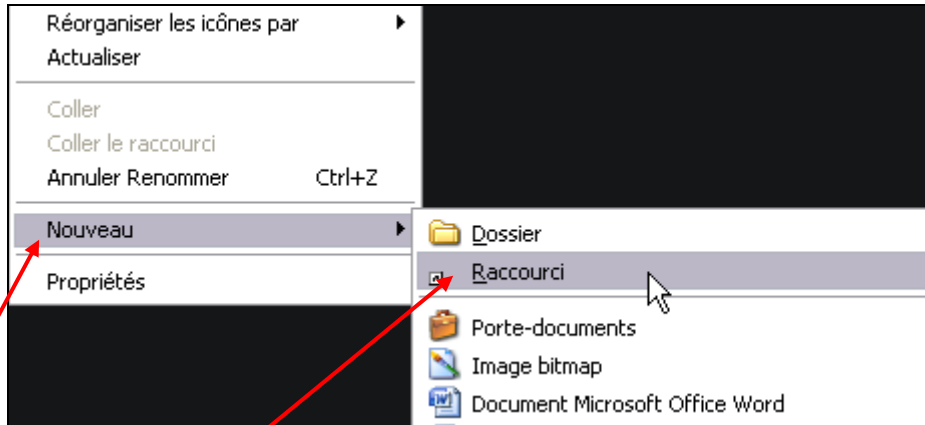 Réorganiser les icônes par
Actualiser
Coller
Coller le raccourci
Annuler Renommer Ctrl+Z
Nouveau
Propriétés
Dossier
Raccourci
Porte-documents
Image bitmap
Document Microsoft Office Word